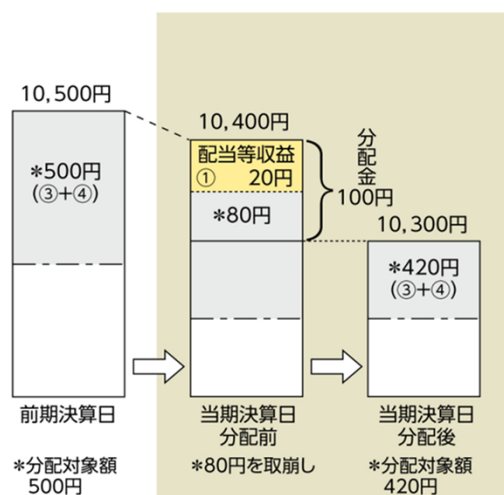 10,500円
*500円
(③+④)
前期決算日
*分配対象額
500円
10,400円
配当等収益
① 20円
*80円
分配金
100円
当期決算日
分配前
*80円を取崩し
10,300円
*420円
(③+④)
当期決算日
分配後
*分配対象額
420円